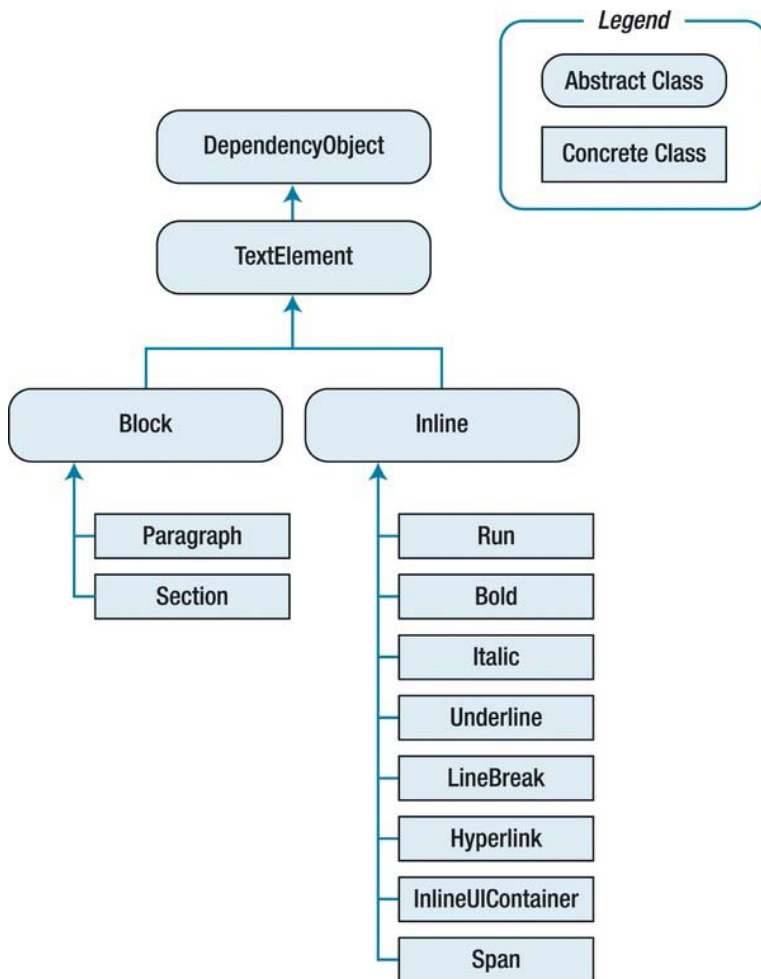 Legend
Abstract Class
Concrete Class
DependencyObject
TextElement
Block
Inline
Paragraph
Section
Run
Bold
Italic
Underline
LineBreak
Hyperlink
InlineUIContainer
Span